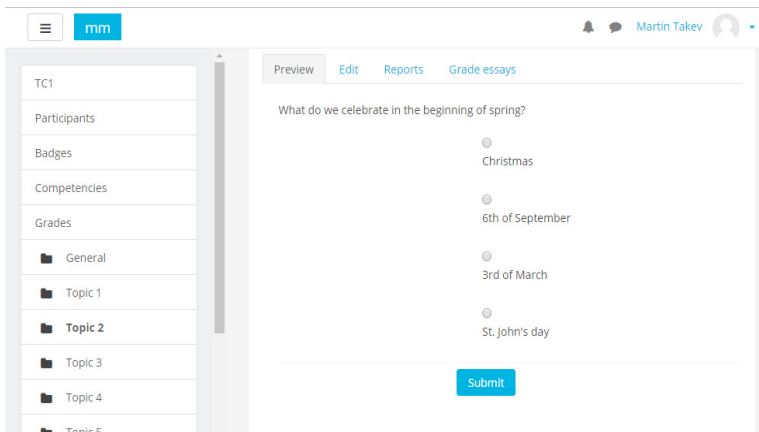 mm
Martin Takev
TC1
Participants
Badges
Competencies
Grades
General
Topic 1
Topic 2
Topic 3
Topic 4
Topic 5
Preview Edit Reports Grade essays
What do we celebrate in the beginning of spring?
Christmas
6th of September
3rd of March
St. John's day
Submit